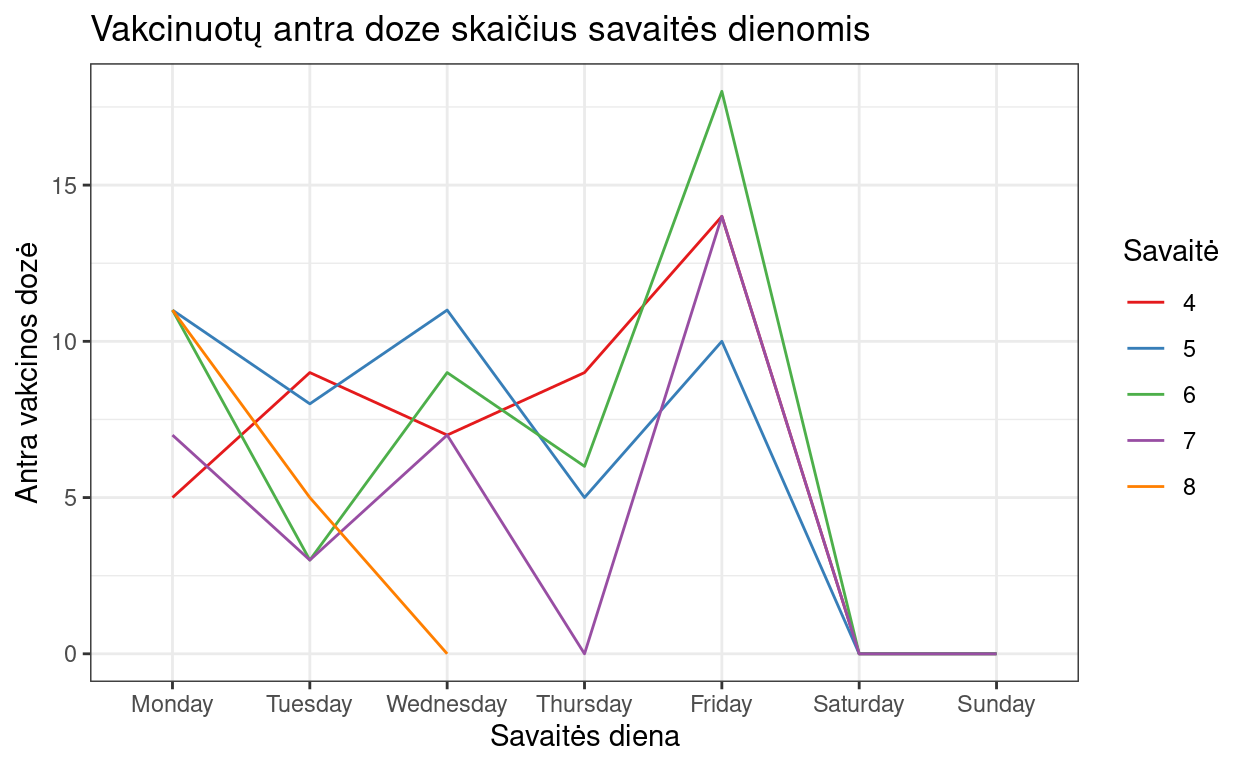 Vakcinuotų antra doze skaičius savaitės dienomis
Antra vakcinos dozė
15
10
5
0
Monday Tuesday Wednesday Thursday Friday Saturday Sunday
Savaitės diena
Savaitė
4
5
6
7
8